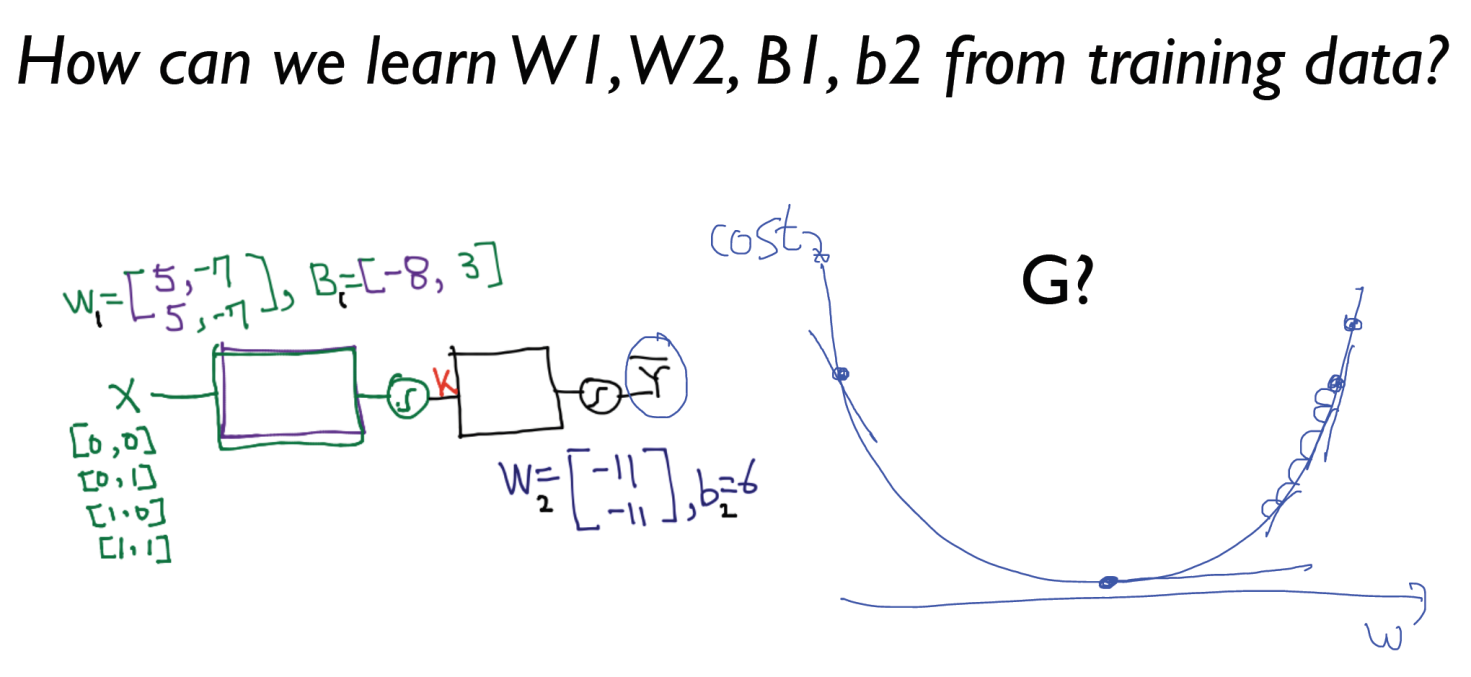 How can we learn W1, W2, B1, b2 from training data?
cost
G?
W₁=[5,-7
5,-7], B₁=[-8, 3]
X
S
K
S
Y̅
[0,0]
[0,1]
[1,0]
[1,1]
W₂=[-11
-11], b₂=6
W